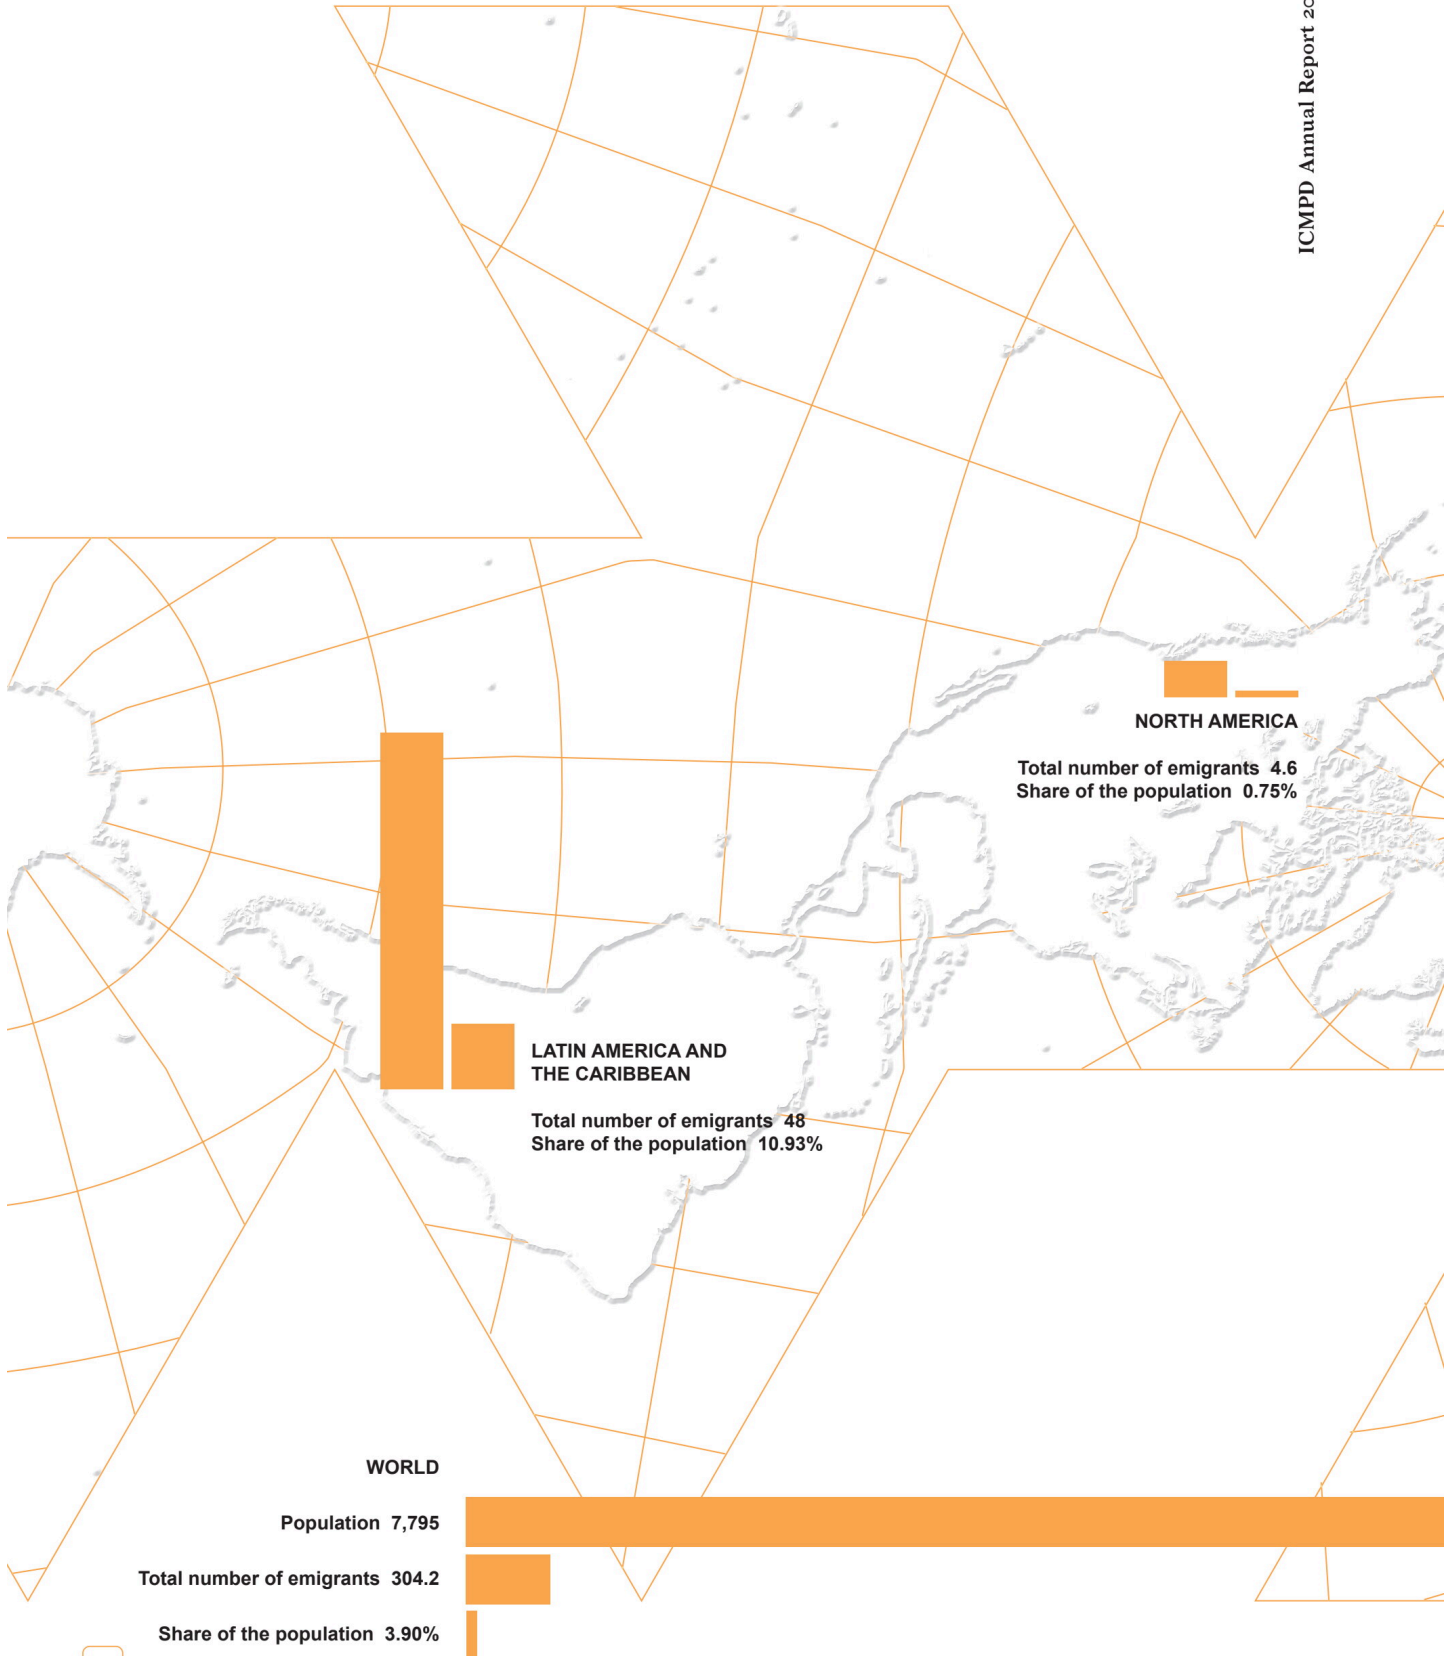 ICMPD Annual Report
NORTH AMERICA
Total number of emigrants 4.6
Share of the population 0.75%
LATIN AMERICA AND
THE CARIBBEAN
Total number of emigrants 48
Share of the population 10.93%
WORLD
Population 7,795
Total number of emigrants 304.2
Share of the population 3.90%